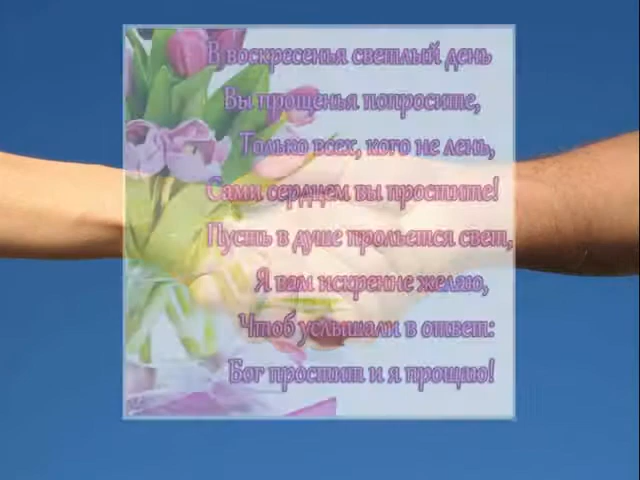 В воскресенья светлый день
Вы прощенья попросите,
Только всех, кого не лень,
Сами сердцем вы простите!
Пусть в душе прольется свет,
Я вам искренне желаю,
Чтоб услышали в ответ:
Бог простит и я прощаю!